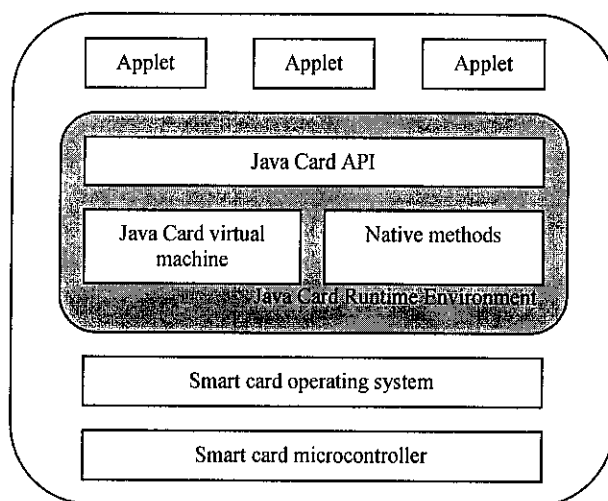 Applet Applet Applet
Java Card API
Java Card virtual
machine
Native methods
Java Card Runtime Environment
Smart card operating system
Smart card microcontroller